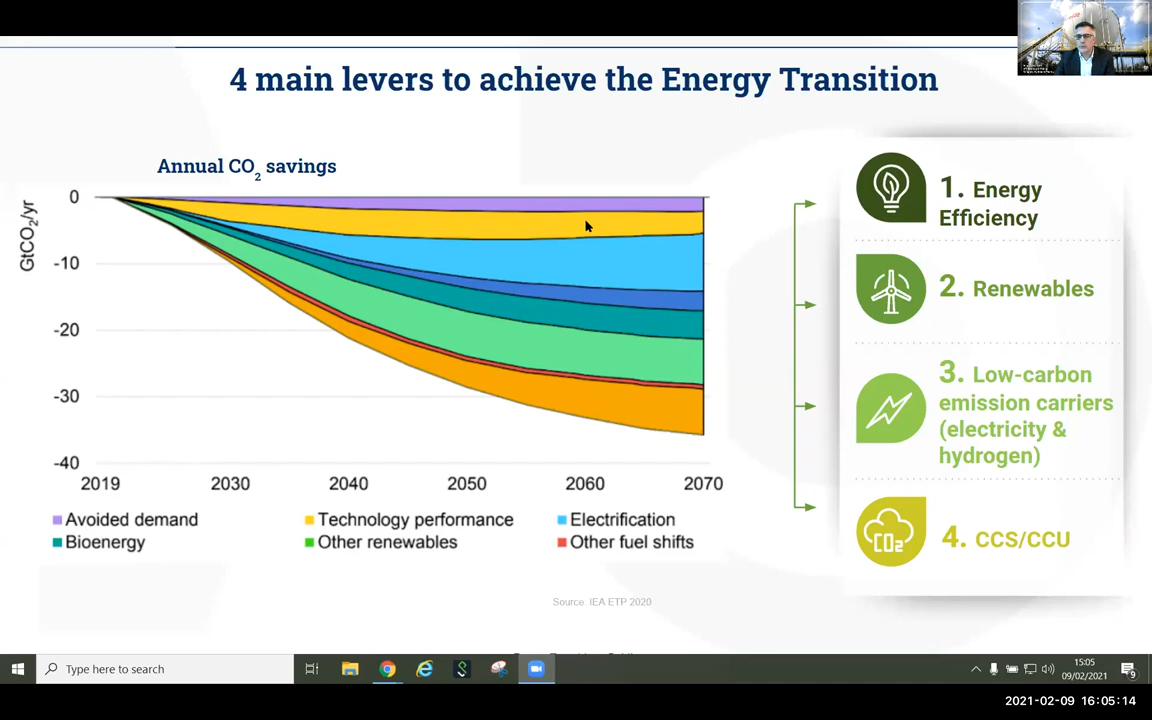 4 main levers to achieve the Energy Transition
Annual CO2 savings
GtCO2/yr
0
-10
-20
-30
-40
2019 2030 2040 2050 2060 2070
Avoided demand Technology performance Electrification
Bioenergy Other renewables Other fuel shifts
1. Energy
Efficiency
2. Renewables
3. Low-carbon
emission carriers
(electricity &
hydrogen)
CO2
4. CCS/CCU
Source: IEA ETP 2020
Type here to search
15:05
09/02/2021
9
2021-02-09 16:05:14